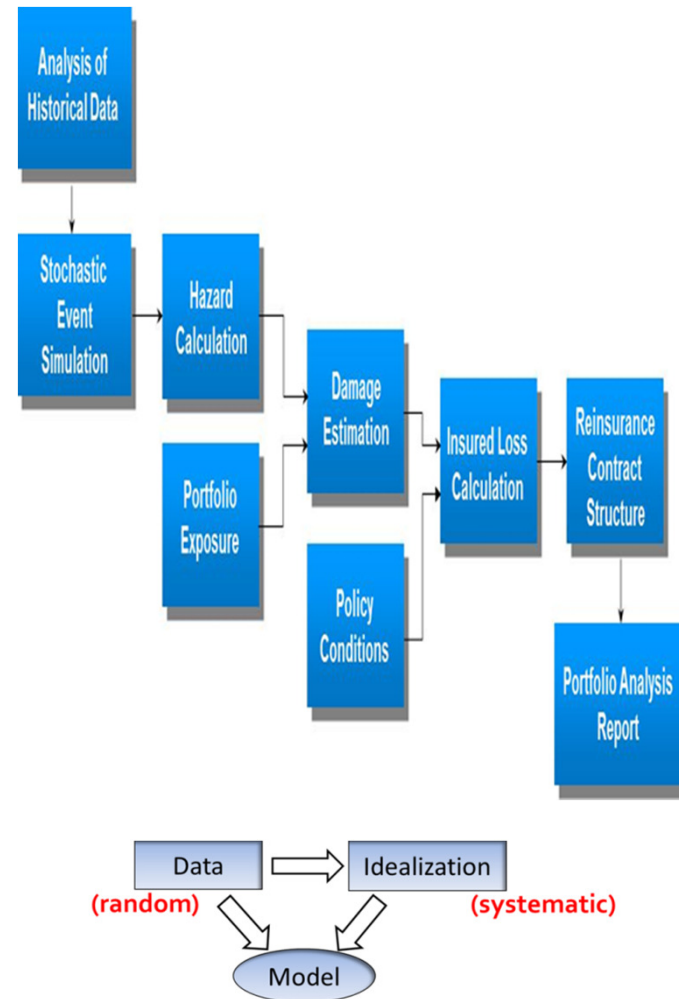 Analysis of
Historical Data
Stochastic
Event
Simulation
Hazard
Calculation
Damage
Estimation
Portfolio
Exposure
Insured Loss
Calculation
Reinsurance
Contract
Structure
Policy
Conditions
Portfolio Analysis
Report
Data
Idealization
(random)
(systematic)
Model